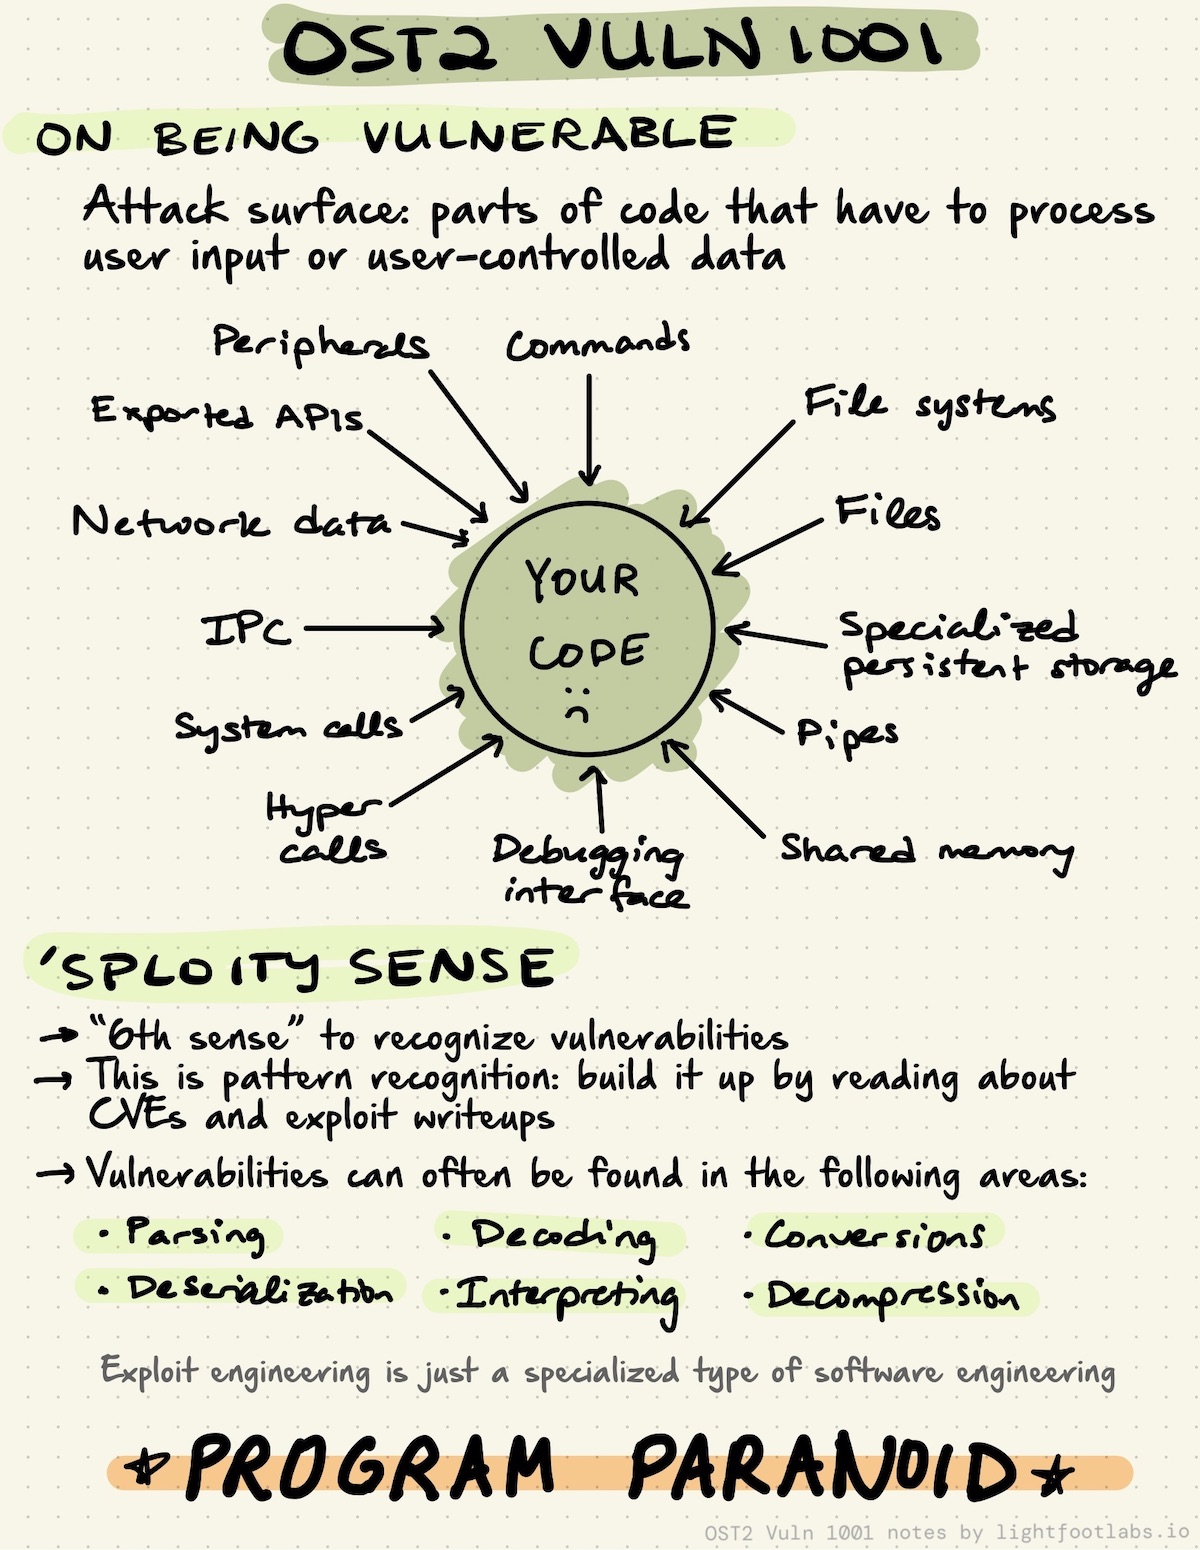 OST2 VULN 1001
ON BEING VULNERABLE
Attack surface: parts of code that have to process
user input or user-controlled data
Peripherals
Commands
Exported APIs
File systems
Network data
Files
YOUR
CODE
:(
IPC
Specialized
persistent storage
System calls
Pipes
Hyper
calls
Debugging
interface
Shared memory
'SPLOITY SENSE
→ "6th sense" to recognize vulnerabilities
→ This is pattern recognition: build it up by reading about
CVEs and exploit writeups
→ Vulnerabilities can often be found in the following areas:
· Parsing
· Decoding
· Conversions
· Deserialization
· Interpreting
· Decompression
Exploit engineering is just a specialized type of software engineering
☆ PROGRAM PARANOID ☆
OST2 Vuln 1001 notes by lightfootlabs.io